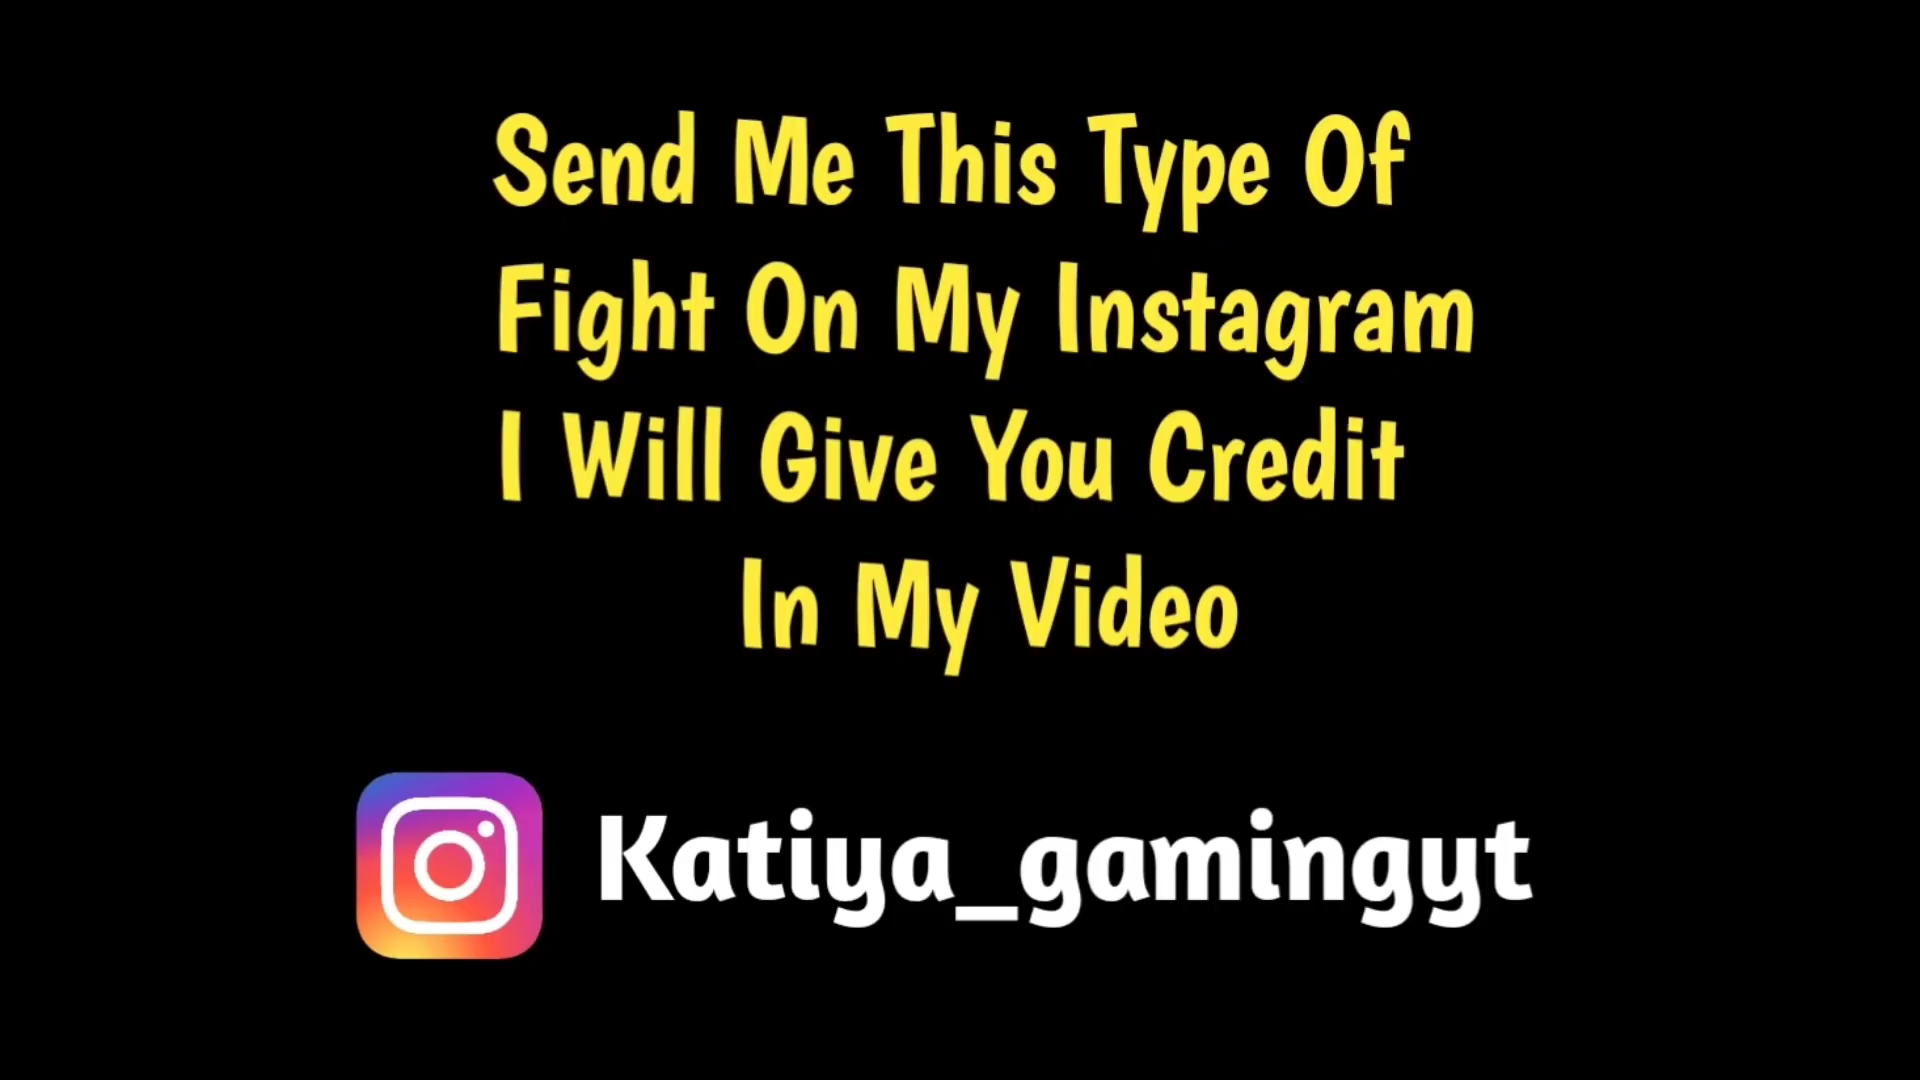 Send Me This Type Of
Fight On My Instagram
I Will Give You Credit
In My Video
Katiya_gamingyt